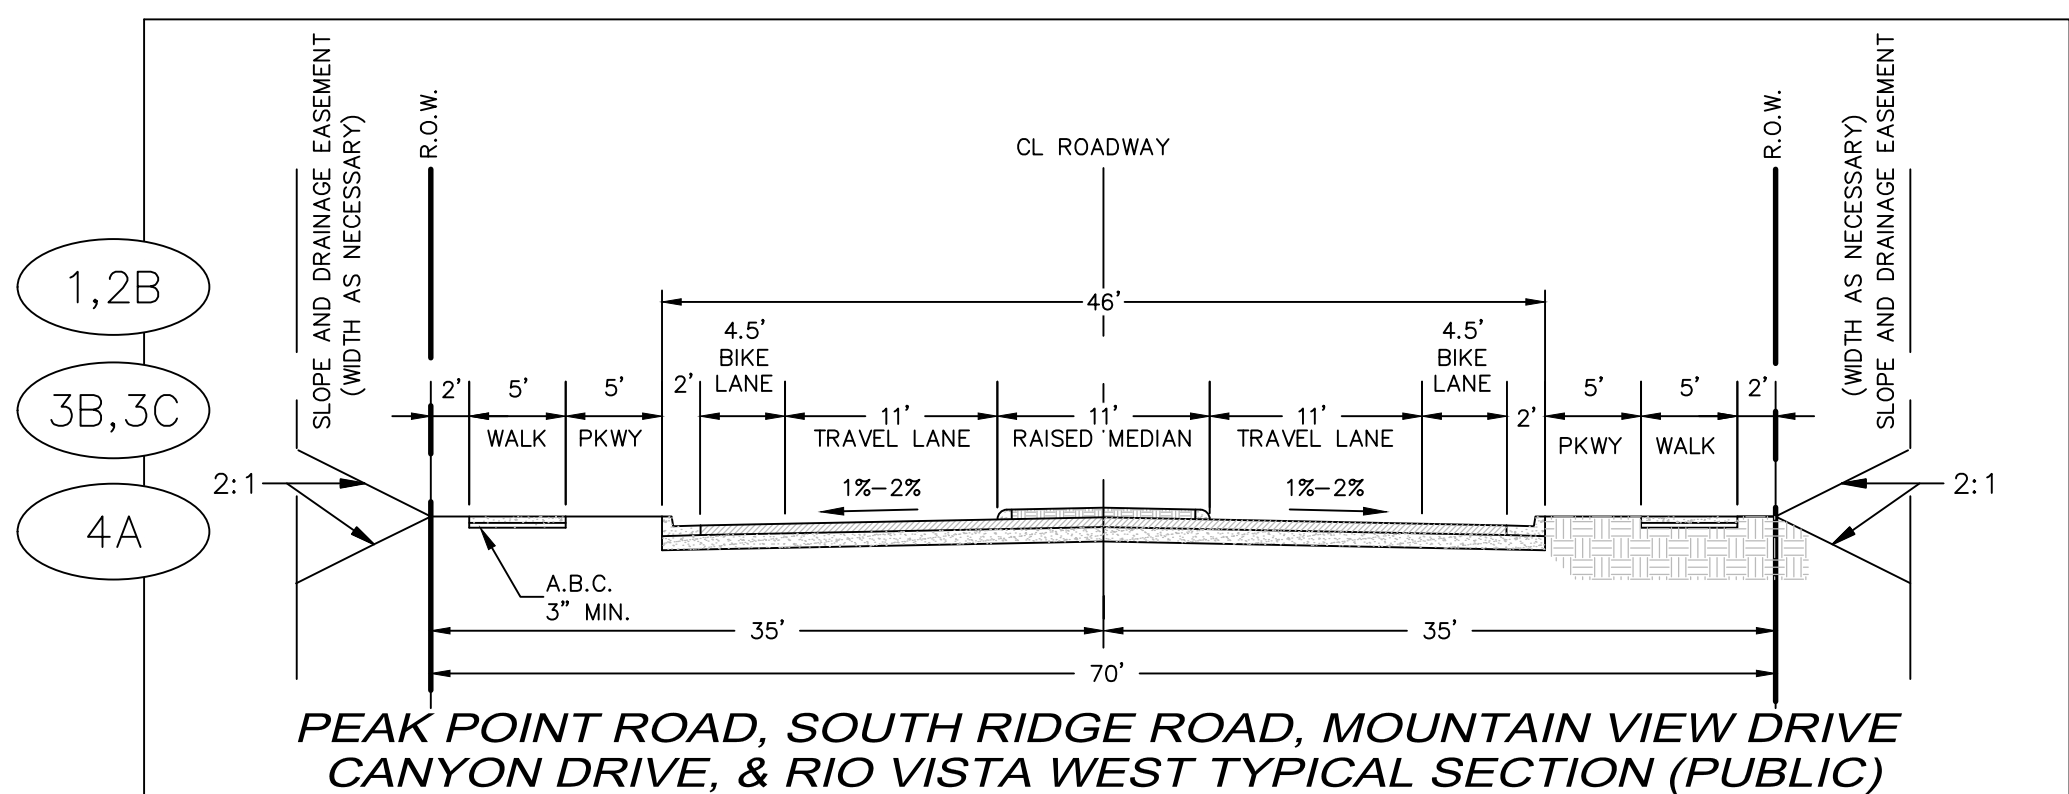 SLOPE AND DRAINAGE EASEMENT
(WIDTH AS NECESSARY)
R.O.W.
CL ROADWAY
R.O.W.
(WIDTH AS NECESSARY)
SLOPE AND DRAINAGE EASEMENT
1,2B
3B,3C
4A
46'
4.5'
BIKE
LANE
4.5'
BIKE
LANE
2'
5'
5'
2'
11'
11'
11'
2'
5'
5'
2'
WALK
PKWY
TRAVEL LANE
RAISED MEDIAN
TRAVEL LANE
PKWY
WALK
2:1
1%-2%
1%-2%
2:1
A.B.C.
3" MIN.
35'
35'
70'
PEAK POINT ROAD, SOUTH RIDGE ROAD, MOUNTAIN VIEW DRIVE
CANYON DRIVE, & RIO VISTA WEST TYPICAL SECTION (PUBLIC)